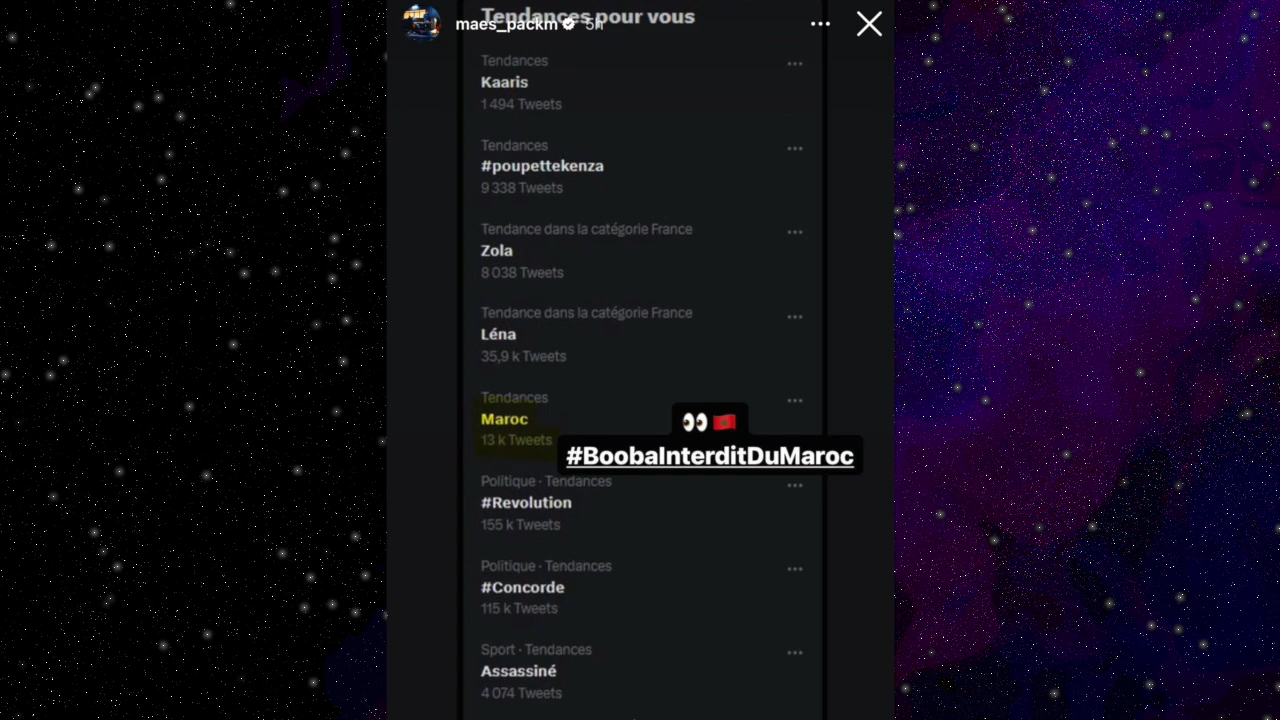 Tendances pour vous
maes_packm 5h
Tendances
Kaaris
1 494 Tweets
Tendances
#poupettekenza
9 338 Tweets
Tendance dans la catégorie France
Zola
8 038 Tweets
Tendance dans la catégorie France
Léna
35,9 k Tweets
Tendances
Maroc
13 k Tweets
#BoobaInterditDuMaroc
Politique · Tendances
#Revolution
155 k Tweets
Politique · Tendances
#Concorde
115 k Tweets
Sport · Tendances
Assassiné
4 074 Tweets